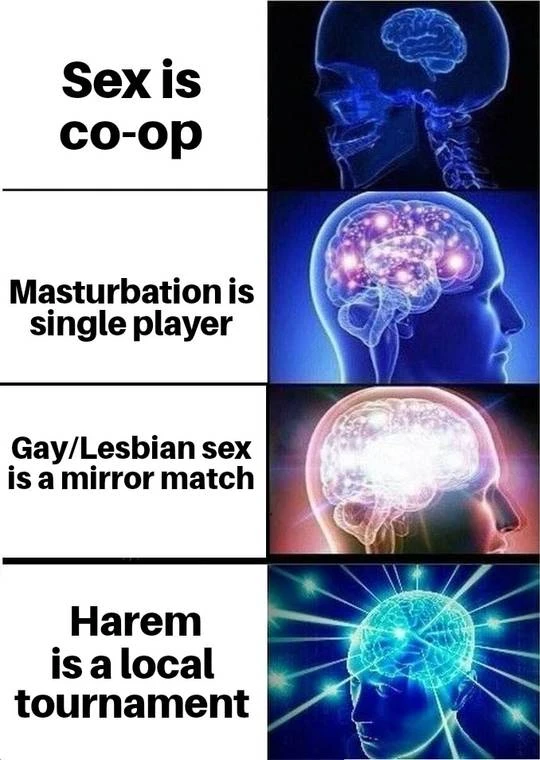 Sex is
co-op
Masturbation is
single player
Gay/Lesbian sex
is a mirror match
Harem
is a local
tournament